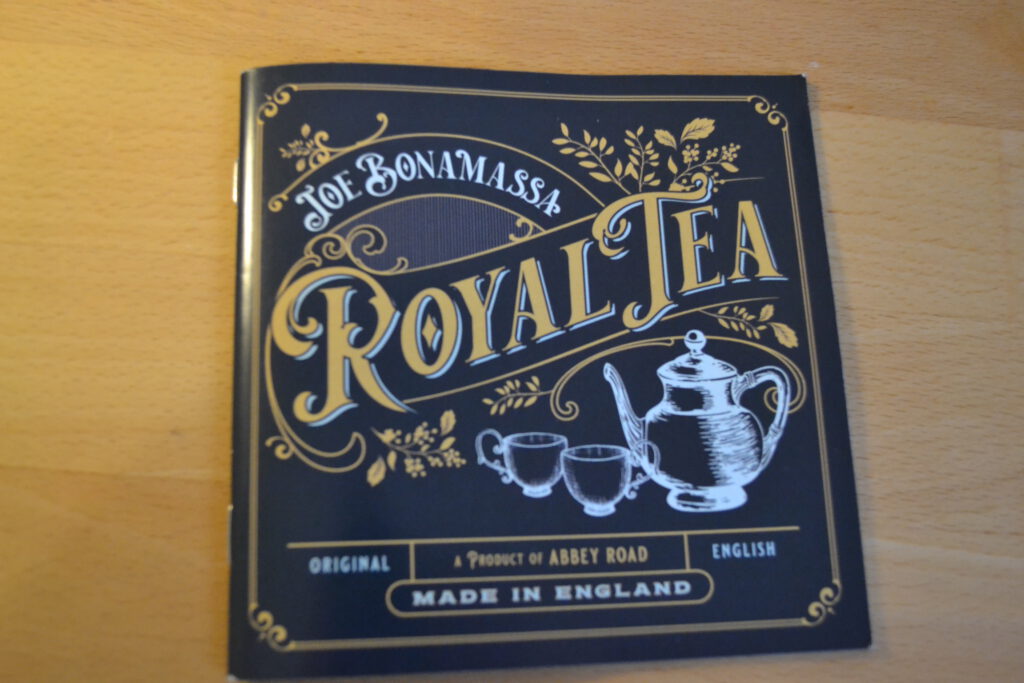 JOE BONAMASSA
ROYAL TEA
ORIGINAL
A PRODUCT OF ABBEY ROAD
ENGLISH
MADE IN ENGLAND